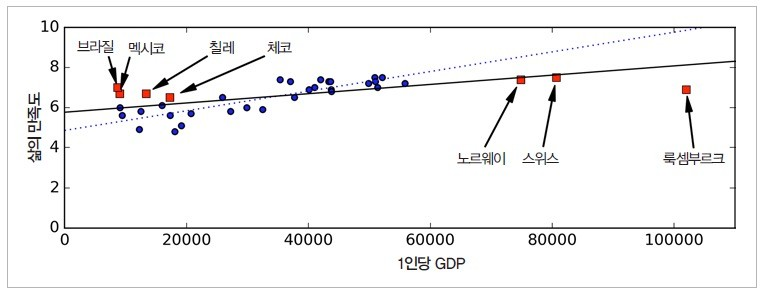 10
브라질
멕시코
칠레
체코
8
6
4
2
0
삶의 만족도
노르웨이
스위스
룩셈부르크
0
20000
40000
60000
80000
100000
1인당 GDP